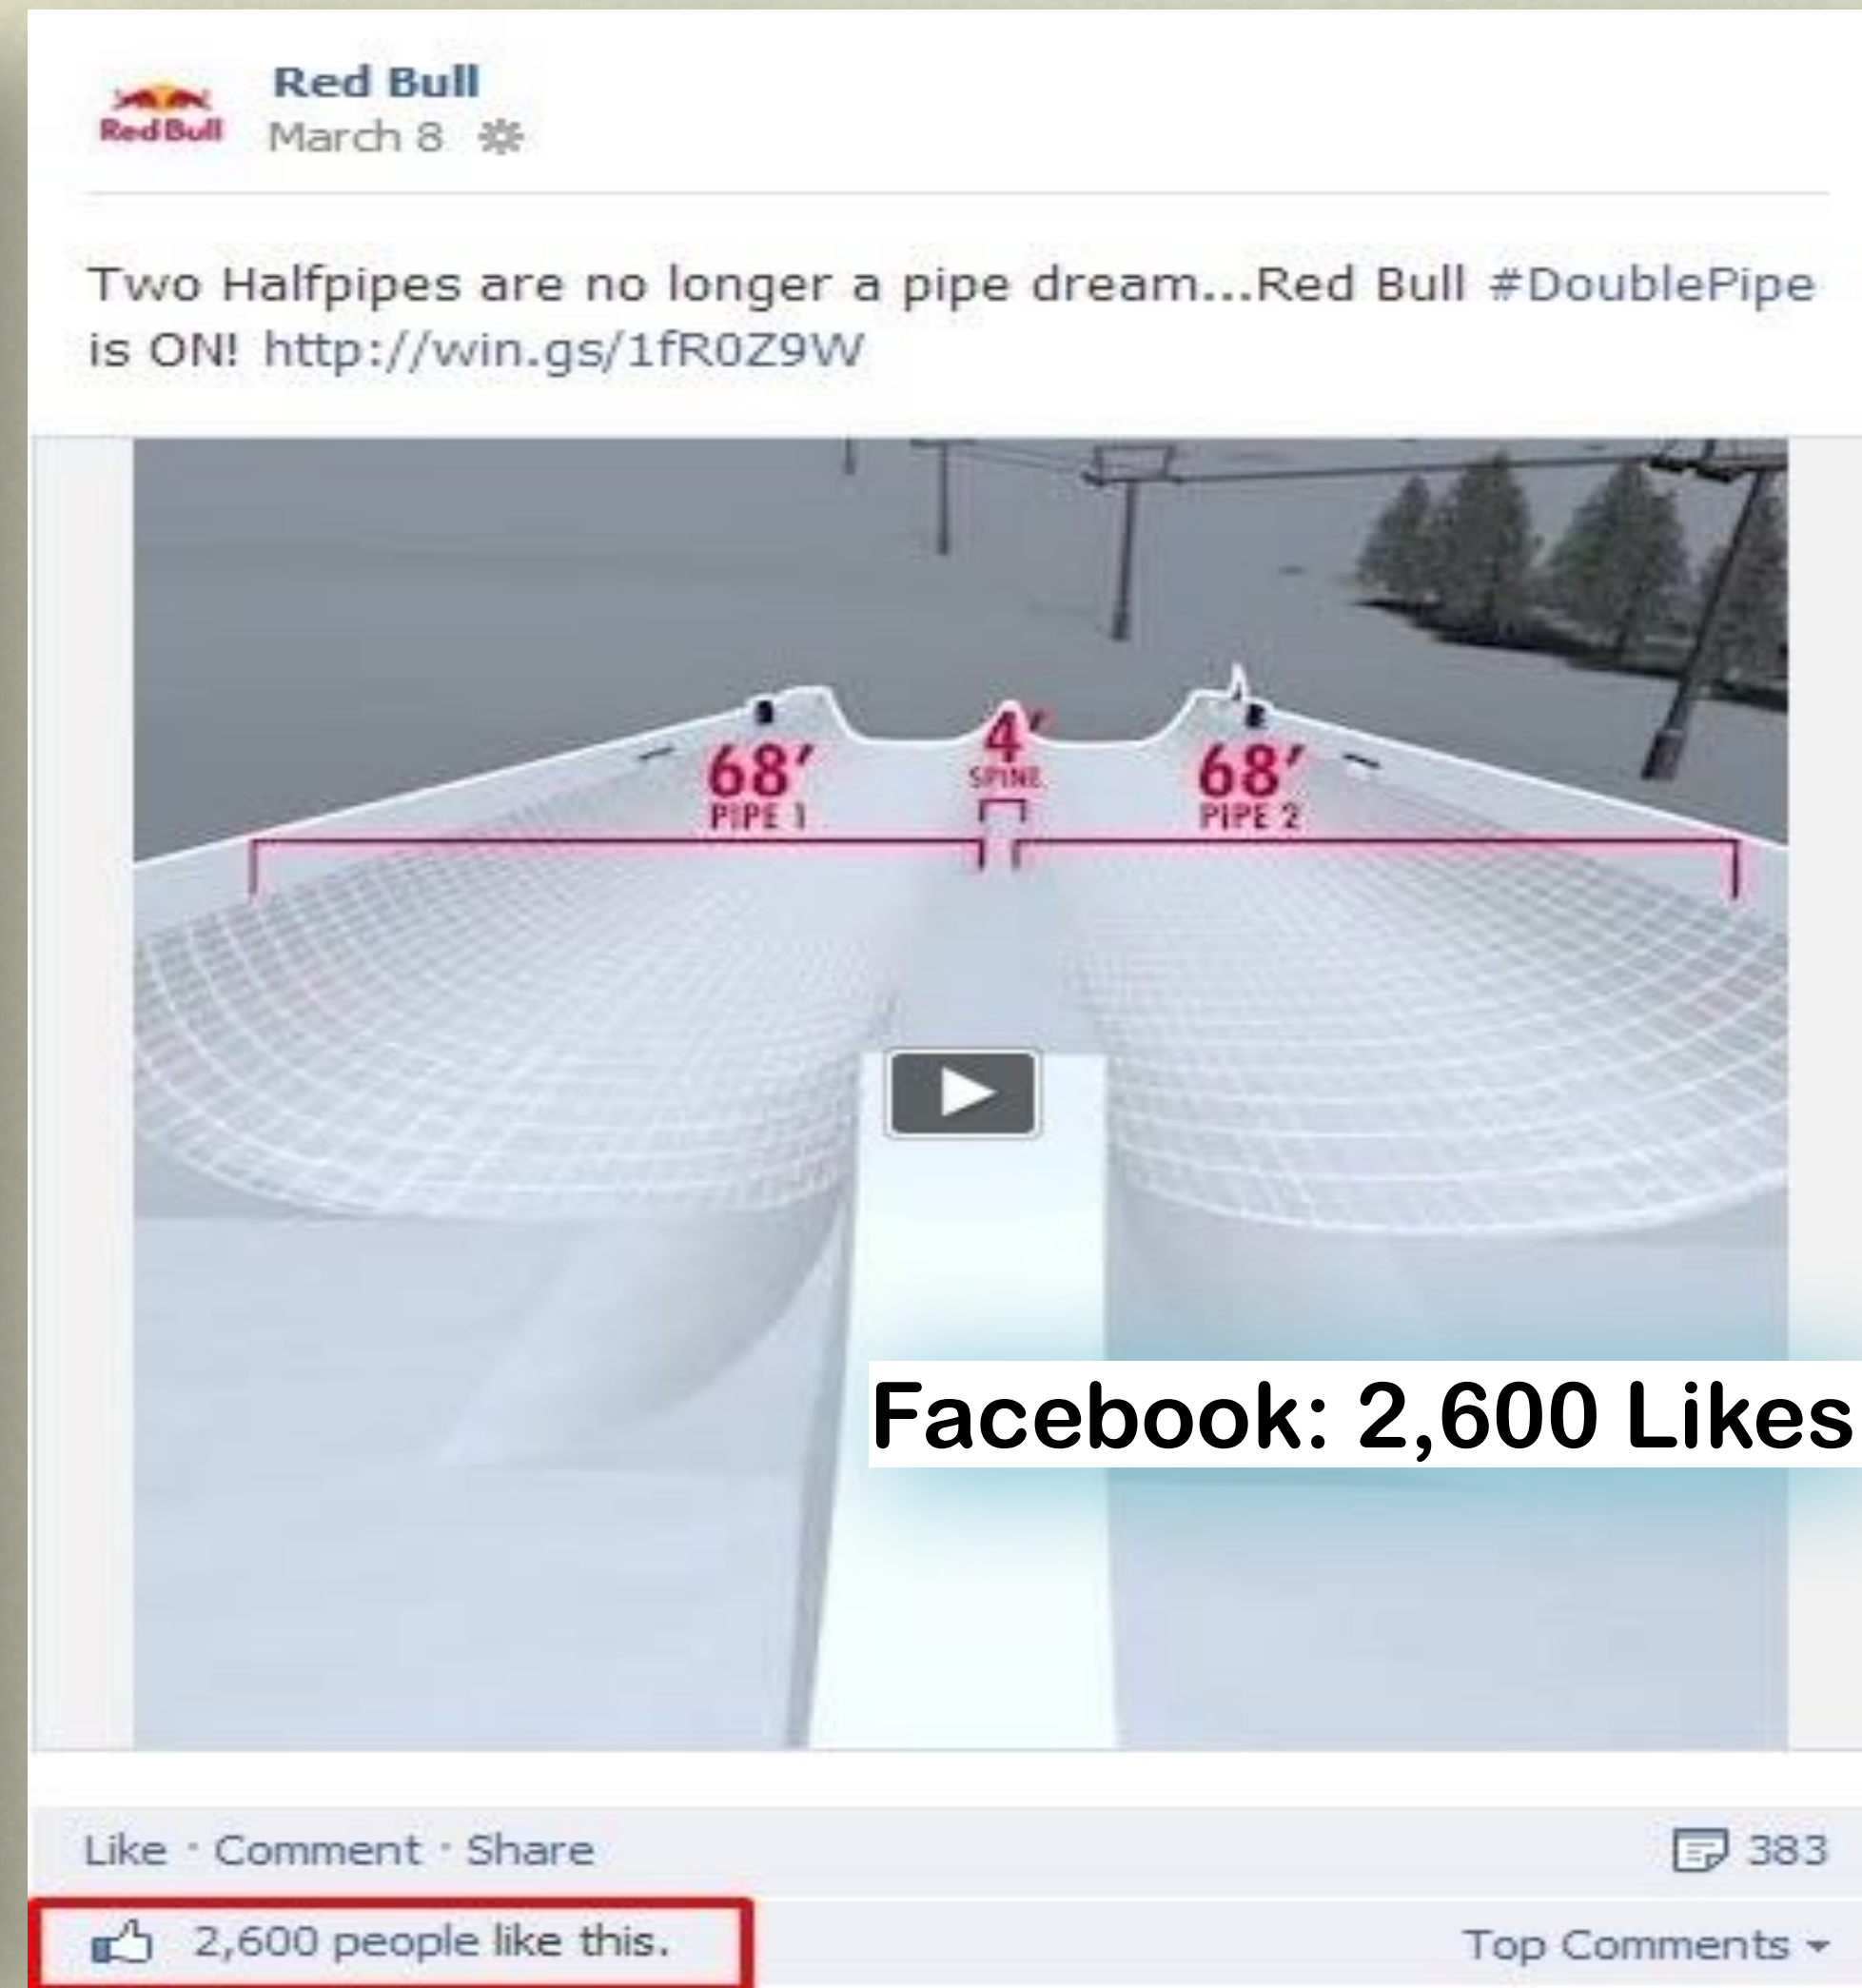 Red Bull
Red Bull
March 8
Two Halfpipes are no longer a pipe dream...Red Bull #DoublePipe
is ON! http://win.gs/1fR0Z9W
4'
SPINE
68'
PIPE 1
68'
PIPE 2
Facebook: 2,600 Likes
Like · Comment · Share
383
2,600 people like this.
Top Comments